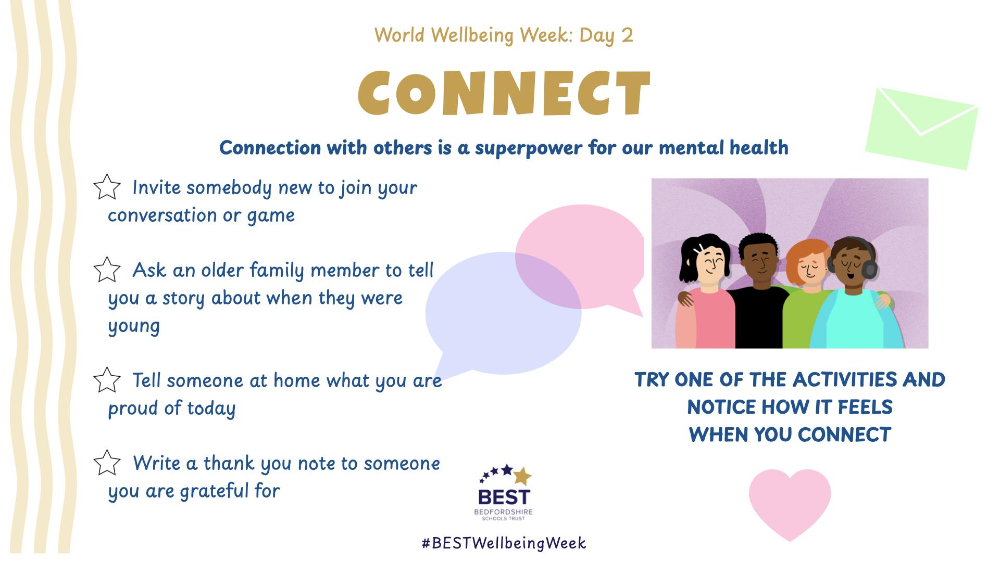 World Wellbeing Week: Day 2
CONNECT
Connection with others is a superpower for our mental health
Invite somebody new to join your
conversation or game
Ask an older family member to tell
you a story about when they were
young
Tell someone at home what you are
proud of today
Write a thank you note to someone
you are grateful for
TRY ONE OF THE ACTIVITIES AND
NOTICE HOW IT FEELS
WHEN YOU CONNECT
BEST
BEDFORDSHIRE
SCHOOLS TRUST
#BESTWellbeingWeek